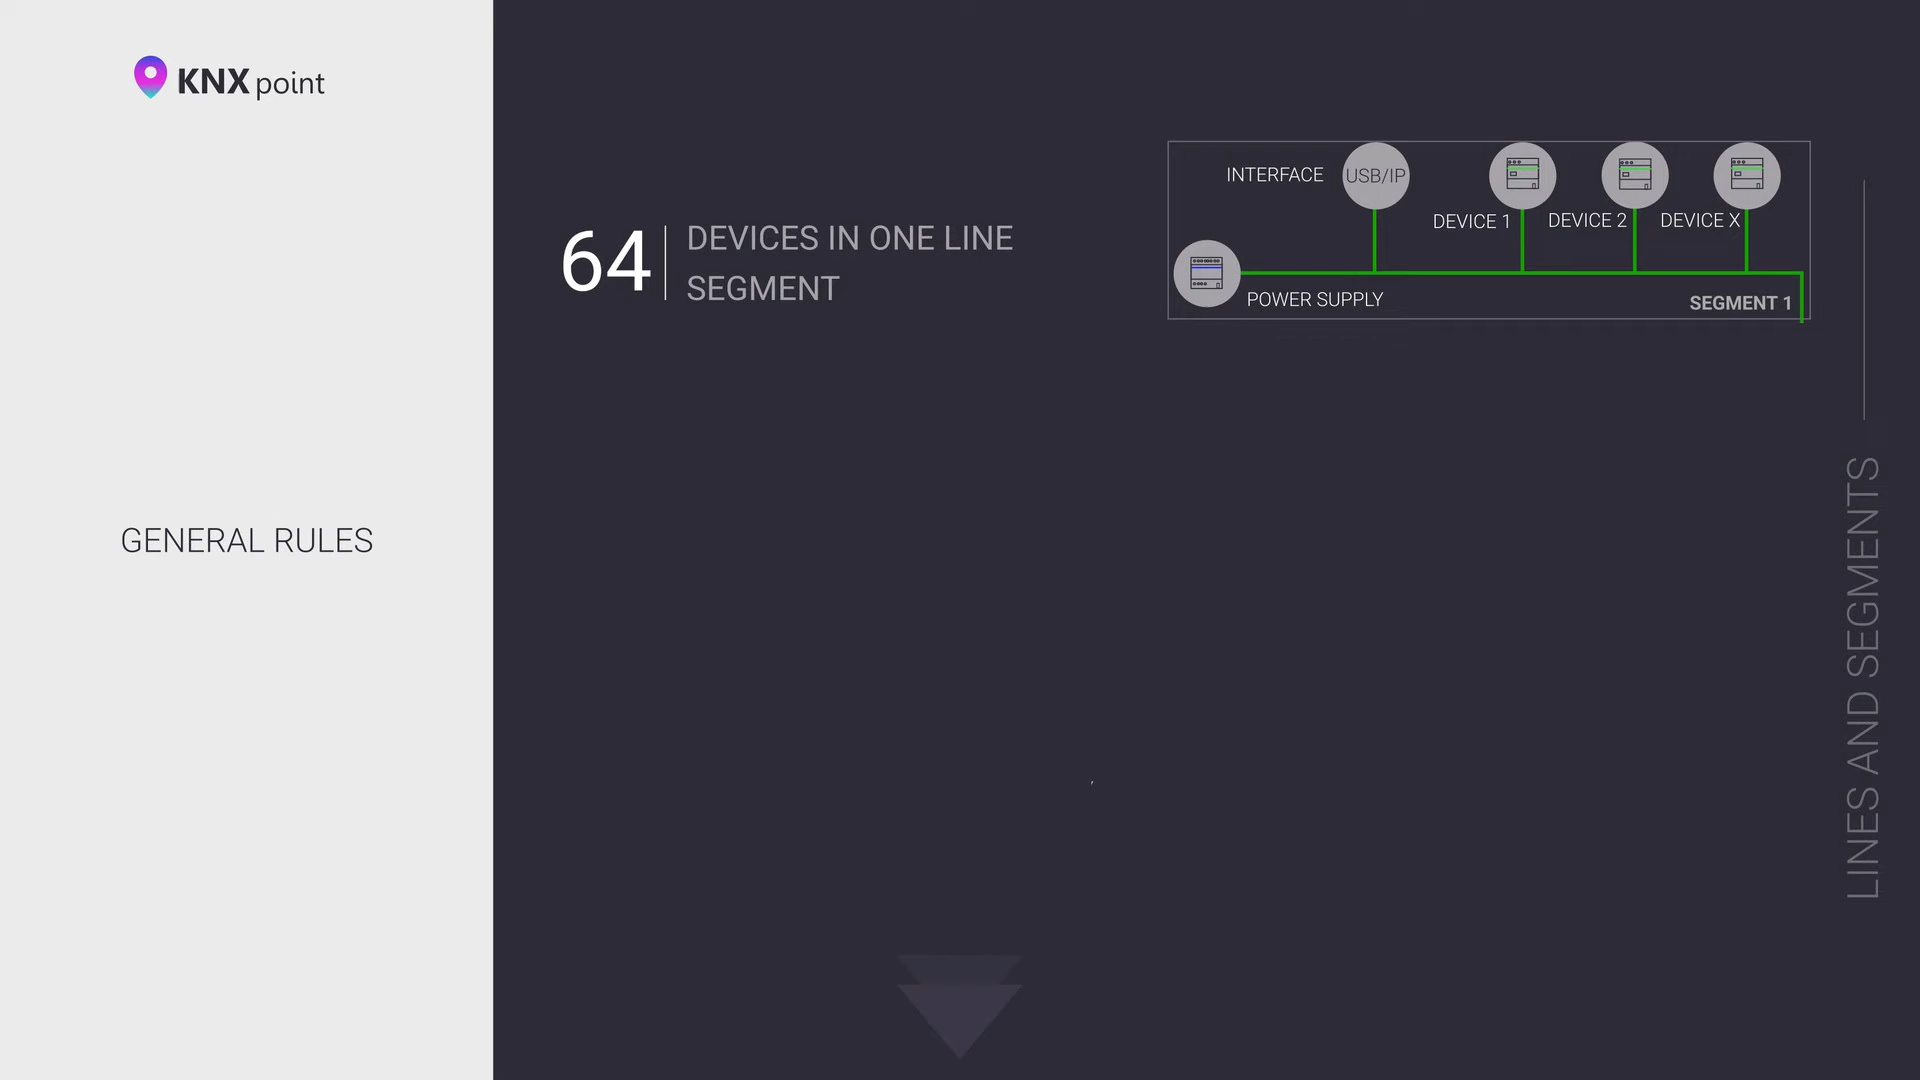 KNX point
GENERAL RULES
64
DEVICES IN ONE LINE
SEGMENT
INTERFACE
USB/IP
DEVICE 1
DEVICE 2
DEVICE X
POWER SUPPLY
SEGMENT 1
LINES AND SEGMENTS